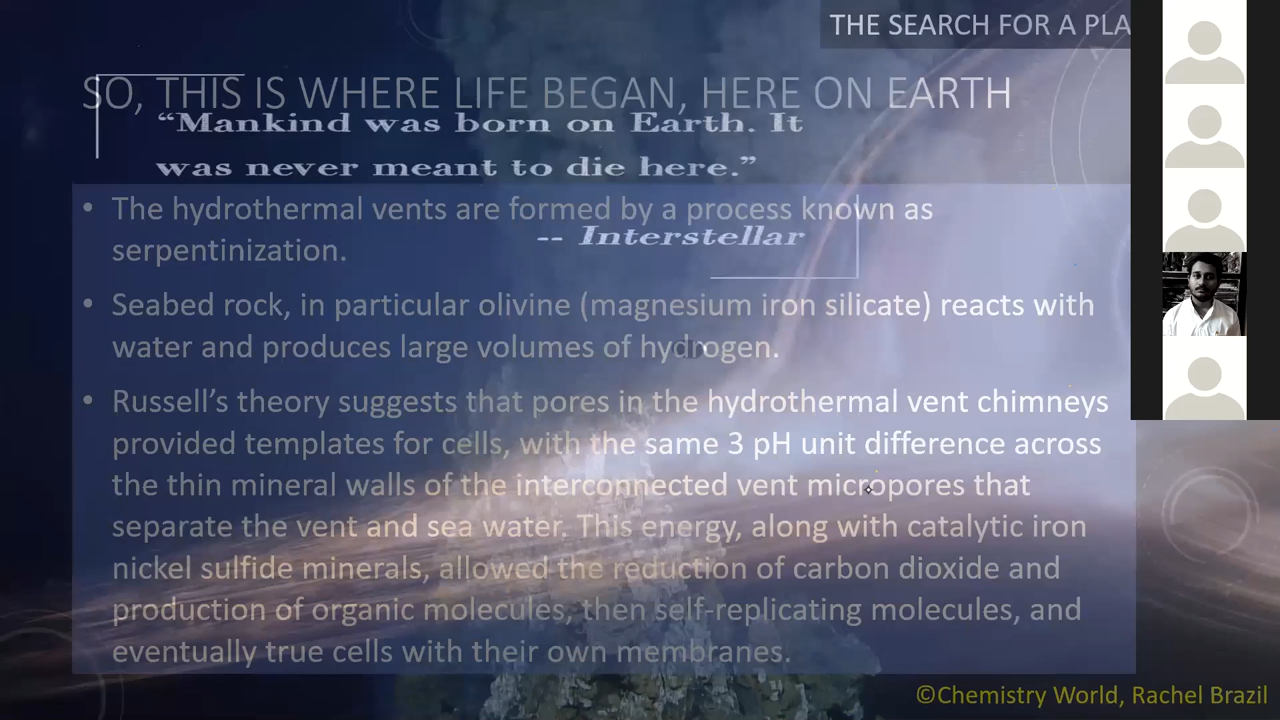 THE SEARCH FOR A PLA
SO, THIS IS WHERE LIFE BEGAN, HERE ON EARTH
“Mankind was born on Earth. It
was never meant to die here.”
-- Interstellar
• The hydrothermal vents are formed by a process known as
serpentinization.
• Seabed rock, in particular olivine (magnesium iron silicate) reacts with
water and produces large volumes of hydrogen.
• Russell’s theory suggests that pores in the hydrothermal vent chimneys
provided templates for cells, with the same 3 pH unit difference across
the thin mineral walls of the interconnected vent micropores that
separate the vent and sea water. This energy, along with catalytic iron
nickel sulfide minerals, allowed the reduction of carbon dioxide and
production of organic molecules, then self-replicating molecules, and
eventually true cells with their own membranes.
©Chemistry World, Rachel Brazil